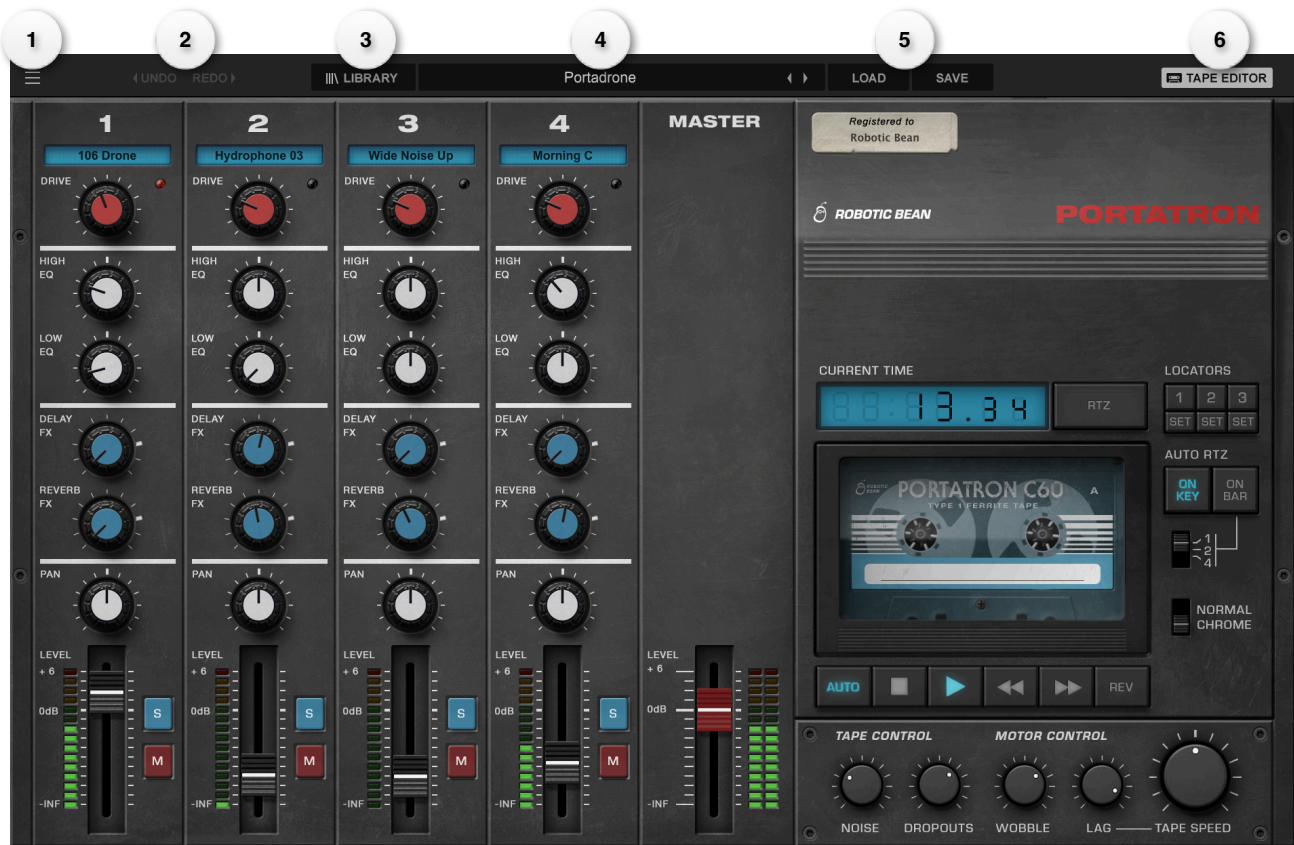 1
2
3
4
5
6
UNDO REDO
LIBRARY
Portadrone
LOAD
SAVE
TAPE EDITOR
1
106 Drone
DRIVE
HIGH
EQ
LOW
EQ
DELAY
FX
REVERB
FX
PAN
LEVEL
+ 6
0dB
-INF
S
M
2
Hydrophone 03
DRIVE
HIGH
EQ
LOW
EQ
DELAY
FX
REVERB
FX
PAN
LEVEL
+ 6
0dB
-INF
S
M
3
Wide Noise Up
DRIVE
HIGH
EQ
LOW
EQ
DELAY
FX
REVERB
FX
PAN
LEVEL
+ 6
0dB
-INF
S
M
4
Morning C
DRIVE
HIGH
EQ
LOW
EQ
DELAY
FX
REVERB
FX
PAN
LEVEL
+ 6
0dB
-INF
S
M
MASTER
LEVEL
+ 6
0dB
-INF
Registered to
Robotic Bean
ROBOTIC BEAN
PORTATRON
CURRENT TIME
13.34
RTZ
LOCATORS
1 2 3
SET SET SET
AUTO RTZ
ON
KEY
ON
BAR
1
2
4
NORMAL
CHROME
ROBOTIC
BEAN
PORTATRON C60
A
TYPE 1 FERRITE TAPE
AUTO
REV
TAPE CONTROL
MOTOR CONTROL
NOISE
DROPOUTS
WOBBLE
LAG
TAPE SPEED